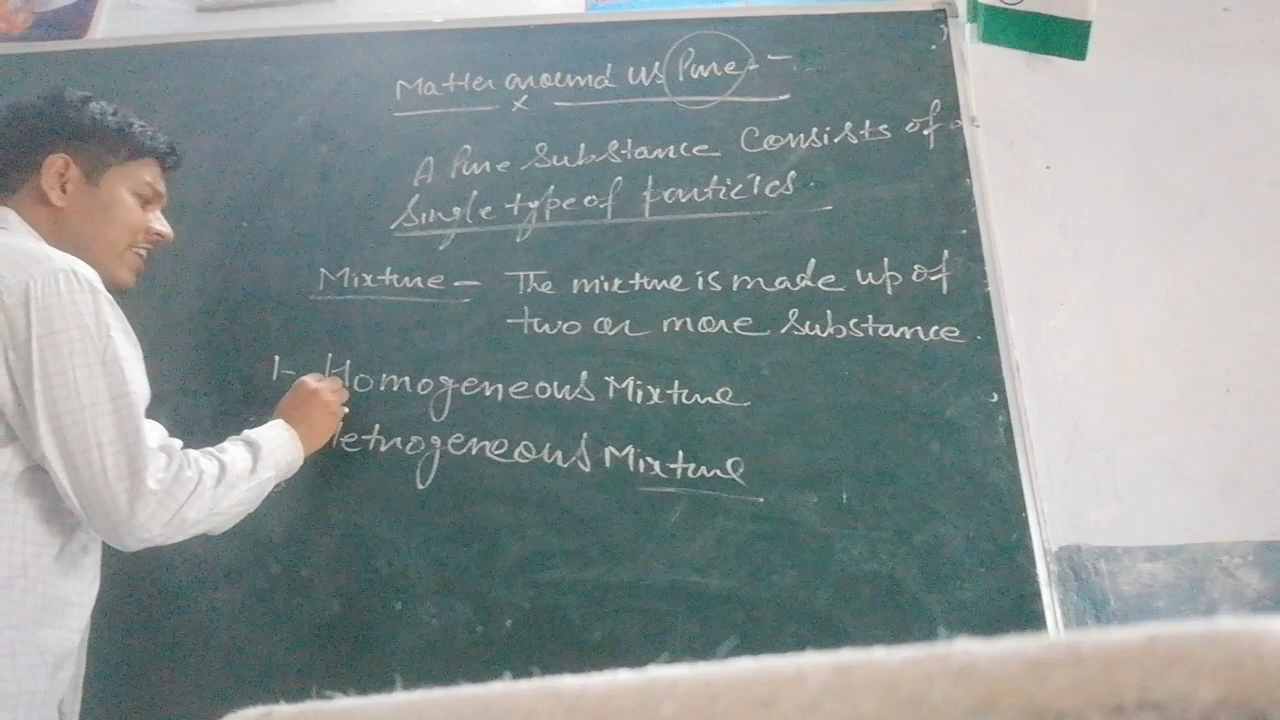 Matter around us Pure--
A Pure Substance Consists of a
Single type of particles.
Mixture - The mixture is made up of
two or more Substance.
1- Homogeneous Mixture
Hetrogeneous Mixture